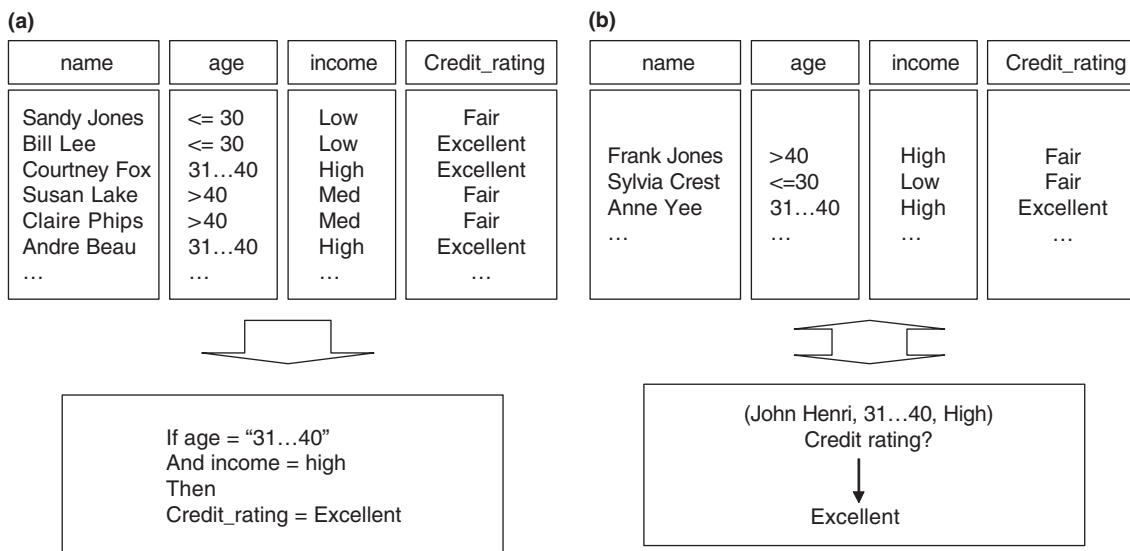 (a)
name age income Credit_rating
Sandy Jones <= 30 Low Fair
Bill Lee <= 30 Low Excellent
Courtney Fox 31...40 High Excellent
Susan Lake >40 Med Fair
Claire Phips >40 Med Fair
Andre Beau 31...40 High Excellent
... ... ... ...
If age = “31...40”
And income = high
Then
Credit_rating = Excellent
(b)
name age income Credit_rating
Frank Jones >40 High Fair
Sylvia Crest <=30 Low Fair
Anne Yee 31...40 High Excellent
... ... ... ...
(John Henri, 31...40, High)
Credit rating?
Excellent